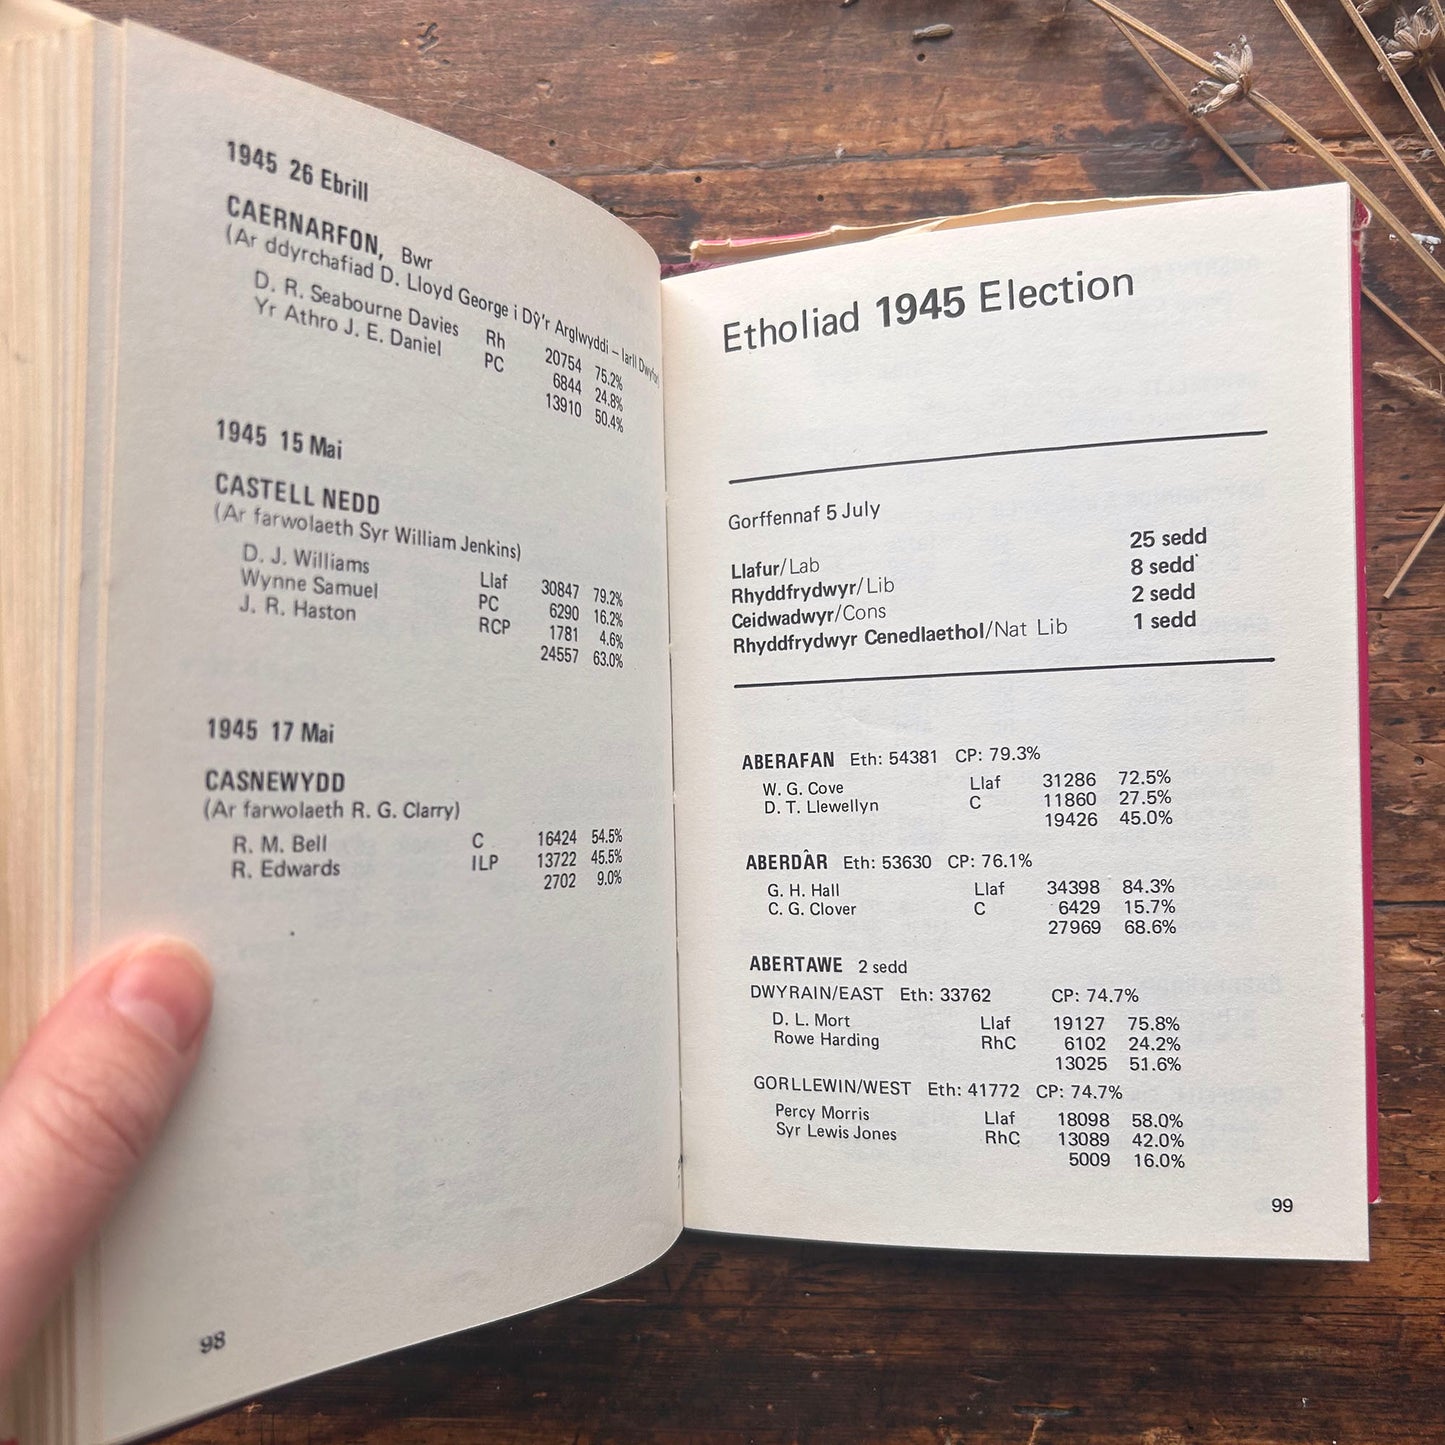 1945 26 Ebrill
CAERNARFON, Bwr
(Ar ddyrchafiad D. Lloyd George i Dŷ'r Arglwyddi – Iarll Dwyfor)
D. R. Seabourne Davies Rh 20754 75.2%
Yr Athro J. E. Daniel PC 6844 24.8%
13910 50.4%
1945 15 Mai
CASTELL NEDD
(Ar farwolaeth Syr William Jenkins)
D. J. Williams Llaf 30847 79.2%
Wynne Samuel PC 6290 16.2%
J. R. Haston RCP 1781 4.6%
24557 63.0%
1945 17 Mai
CASNEWYDD
(Ar farwolaeth R. G. Clarry)
R. M. Bell C 16424 54.5%
R. Edwards ILP 13722 45.5%
2702 9.0%
98
Etholiad 1945 Election
Gorffennaf 5 July
Llafur/Lab 25 sedd
Rhyddfrydwyr/Lib 8 sedd
Ceidwadwyr/Cons 2 sedd
Rhyddfrydwyr Cenedlaethol/Nat Lib 1 sedd
ABERAFAN Eth: 54381 CP: 79.3%
W. G. Cove Llaf 31286 72.5%
D. T. Llewellyn C 11860 27.5%
19426 45.0%
ABERDÂR Eth: 53630 CP: 76.1%
G. H. Hall Llaf 34398 84.3%
C. G. Clover C 6429 15.7%
27969 68.6%
ABERTAWE 2 sedd
DWYRAIN/EAST Eth: 33762 CP: 74.7%
D. L. Mort Llaf 19127 75.8%
Rowe Harding RhC 6102 24.2%
13025 51.6%
GORLLEWIN/WEST Eth: 41772 CP: 74.7%
Percy Morris Llaf 18098 58.0%
Syr Lewis Jones RhC 13089 42.0%
5009 16.0%
99